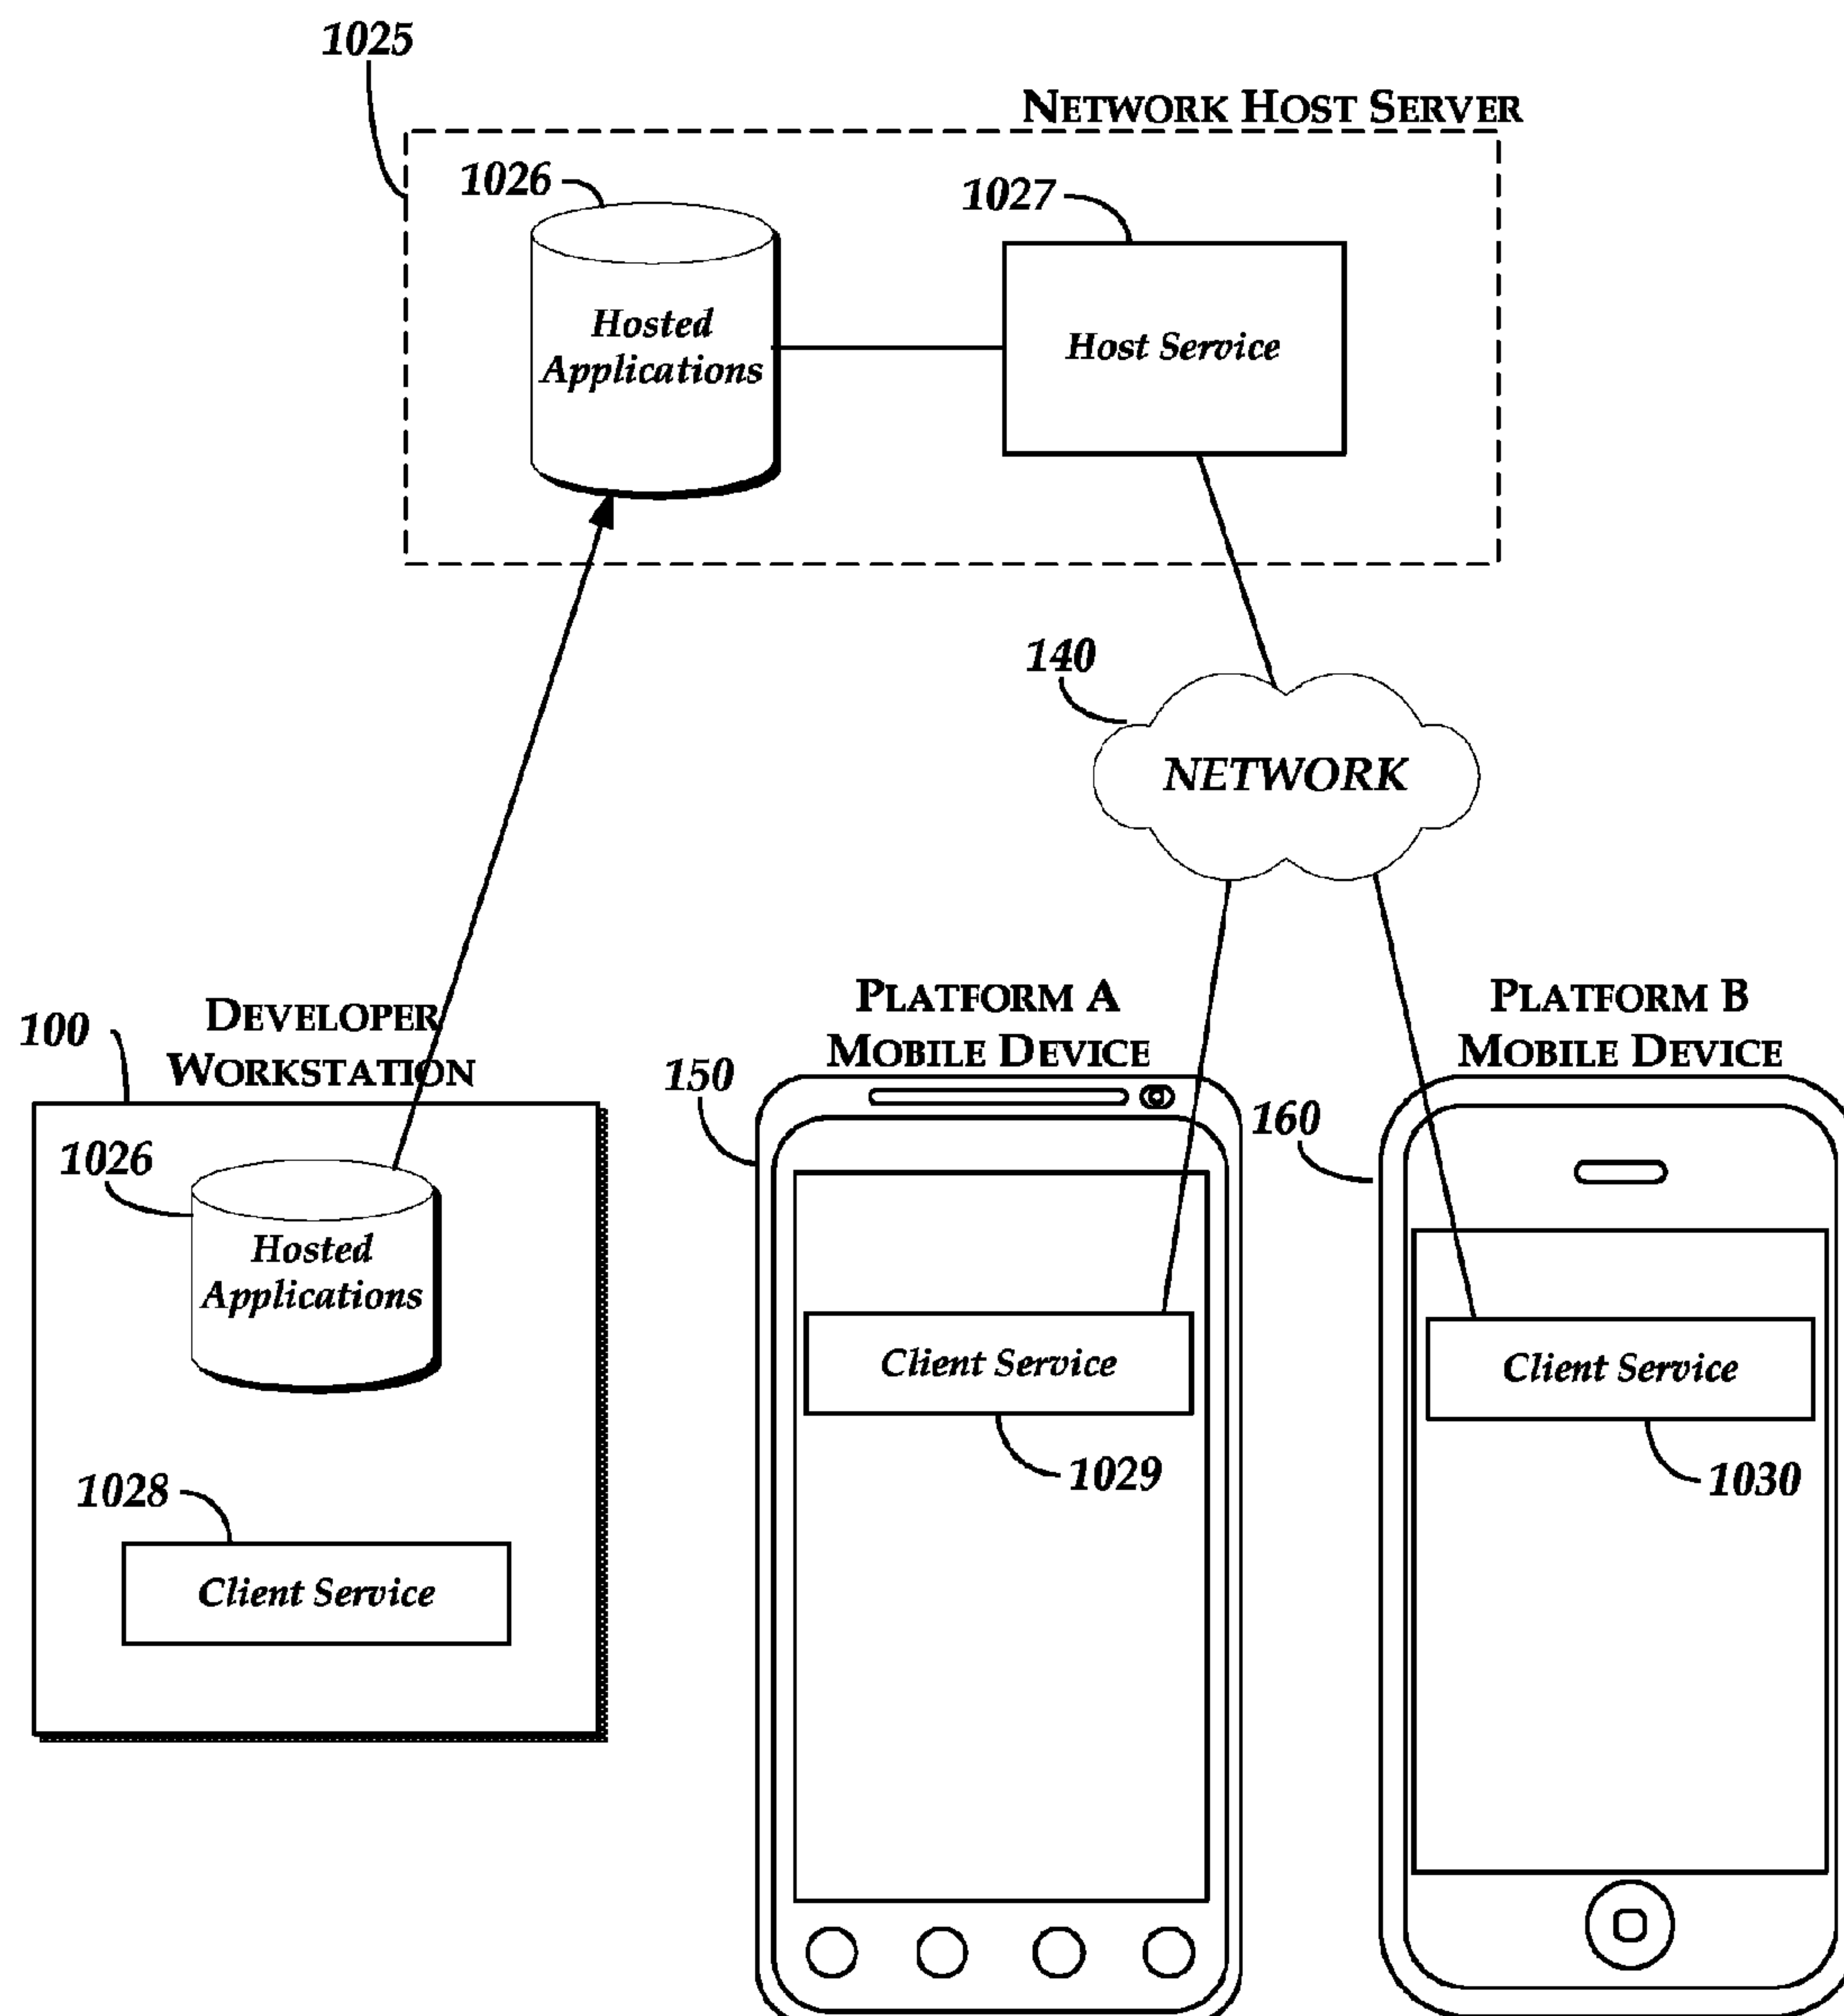 1025
NETWORK HOST SERVER
1026
1027
Hosted
Applications
Host Service
140
NETWORK
100
DEVELOPER
WORKSTATION
1026
Hosted
Applications
1028
Client Service
PLATFORM A
MOBILE DEVICE
150
Client Service
1029
PLATFORM B
MOBILE DEVICE
160
Client Service
1030